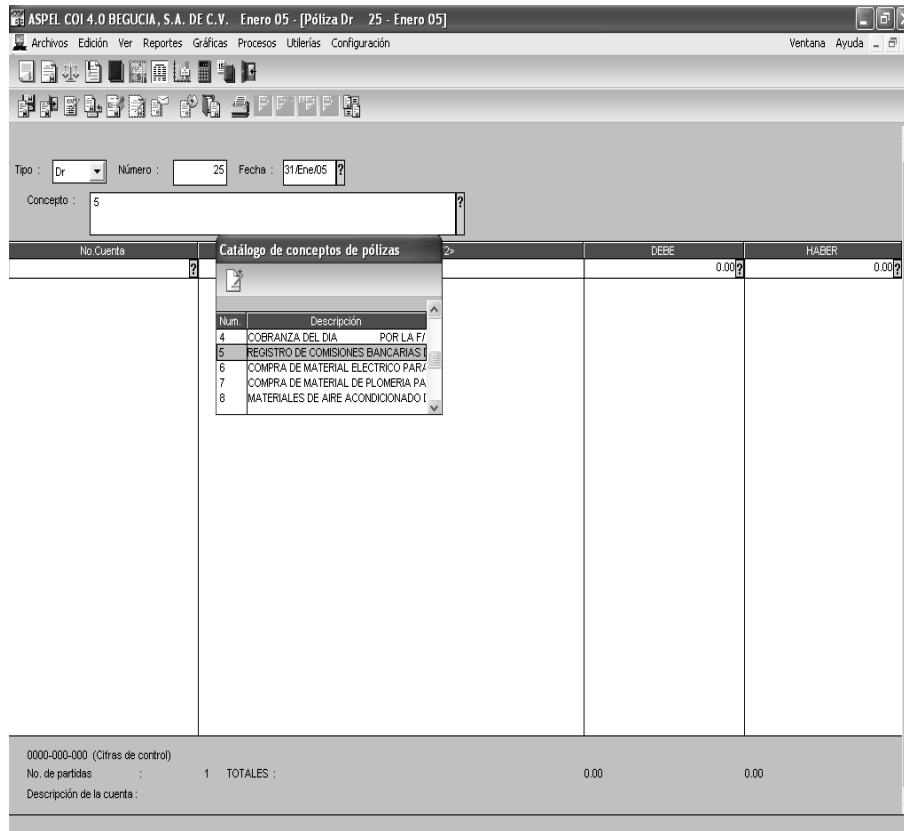 ASPEL COI 4.0 BEGUCIA, S.A. DE C.V. Enero 05 - [Póliza Dr 25 - Enero 05]
Archivos Edición Ver Reportes Gráficas Procesos Utilerías Configuración Ventana Ayuda
Tipo : Dr Número : 25 Fecha : 31/Ene/05 ?
Concepto : 5 ?
No.Cuenta 2> DEBE HABER
? 0.00 ? 0.00 ?
Catálogo de conceptos de pólizas
Num. Descripción
4 COBRANZA DEL DIA POR LA F/
5 REGISTRO DE COMISIONES BANCARIAS
6 COMPRA DE MATERIAL ELECTRICO PARA
7 COMPRA DE MATERIAL DE PLOMERIA PA
8 MATERIALES DE AIRE ACONDICIONADO
0000-000-000 (Cifras de control)
No. de partidas : 1 TOTALES : 0.00 0.00
Descripción de la cuenta :